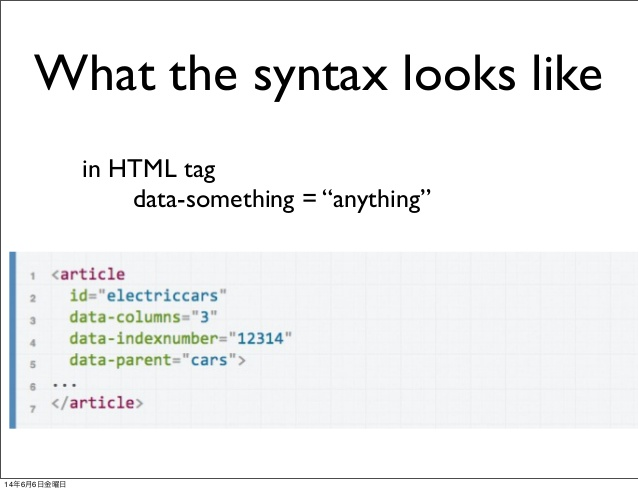 What the syntax looks like
in HTML tag
data-something = “anything”
1 <article
2 id="electriccars"
3 data-columns="3"
4 data-indexnumber="12314"
5 data-parent="cars">
6 ...
7 </article>
14年6月6日金曜日